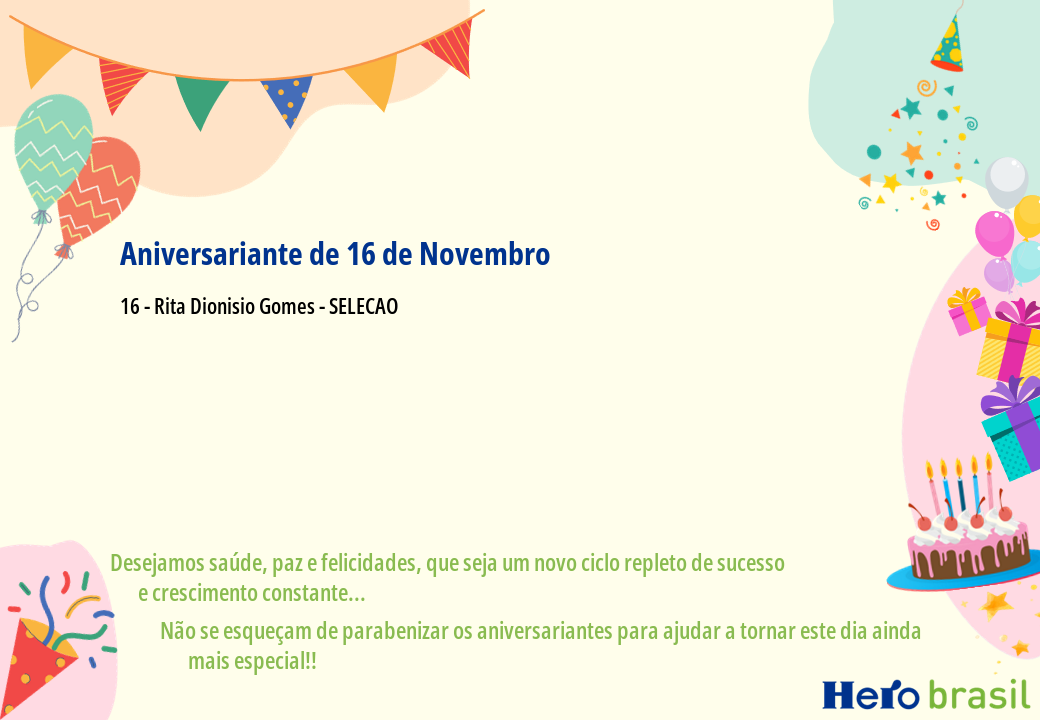 Aniversariante de 16 de Novembro
16 - Rita Dionisio Gomes - SELECAO
Desejamos saúde, paz e felicidades, que seja um novo ciclo repleto de sucesso
e crescimento constante...
Não se esqueçam de parabenizar os aniversariantes para ajudar a tornar este dia ainda
mais especial!!
Hero brasil